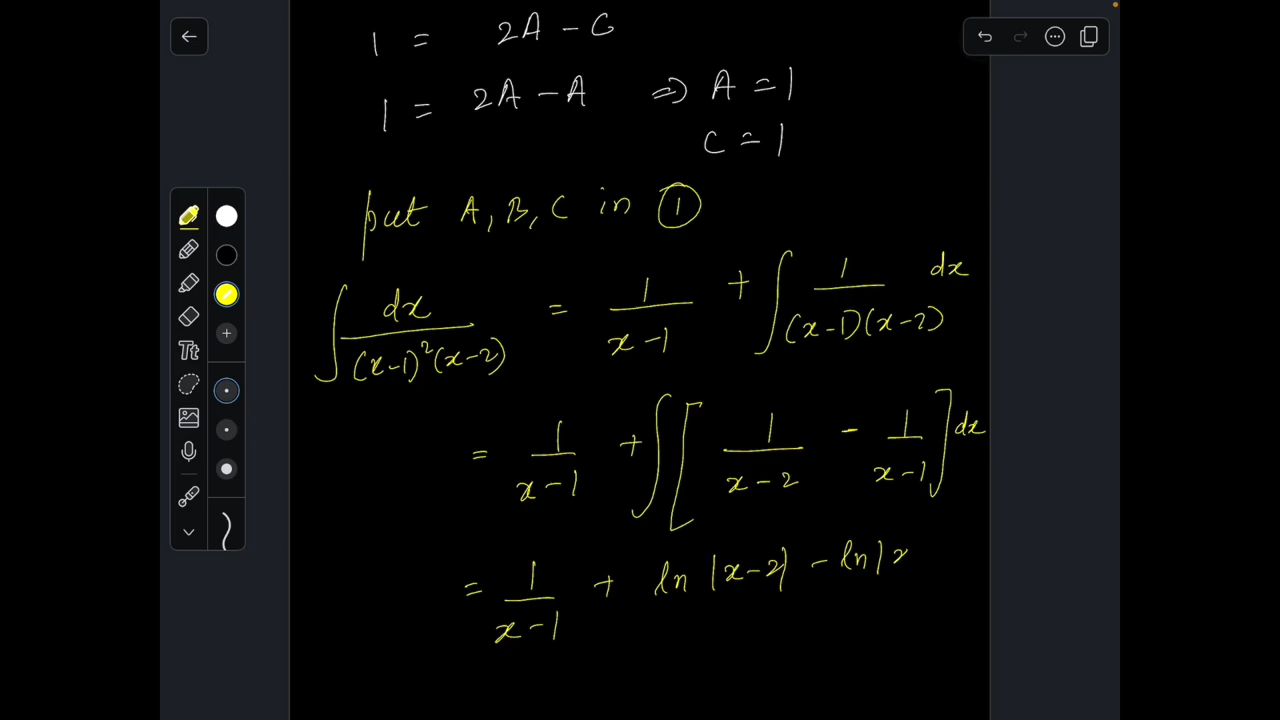 1 = 2A - C
1 = 2A - A ⇒ A = 1
C = 1
put A, B, C in ①
∫ dx/((x-1)²(x-2)) = 1/(x-1) + ∫ 1/((x-1)(x-2)) dx
= 1/(x-1) + ∫ [ 1/(x-2) - 1/(x-1) ] dx
= 1/(x-1) + ln |x-2| - ln |x
Tt